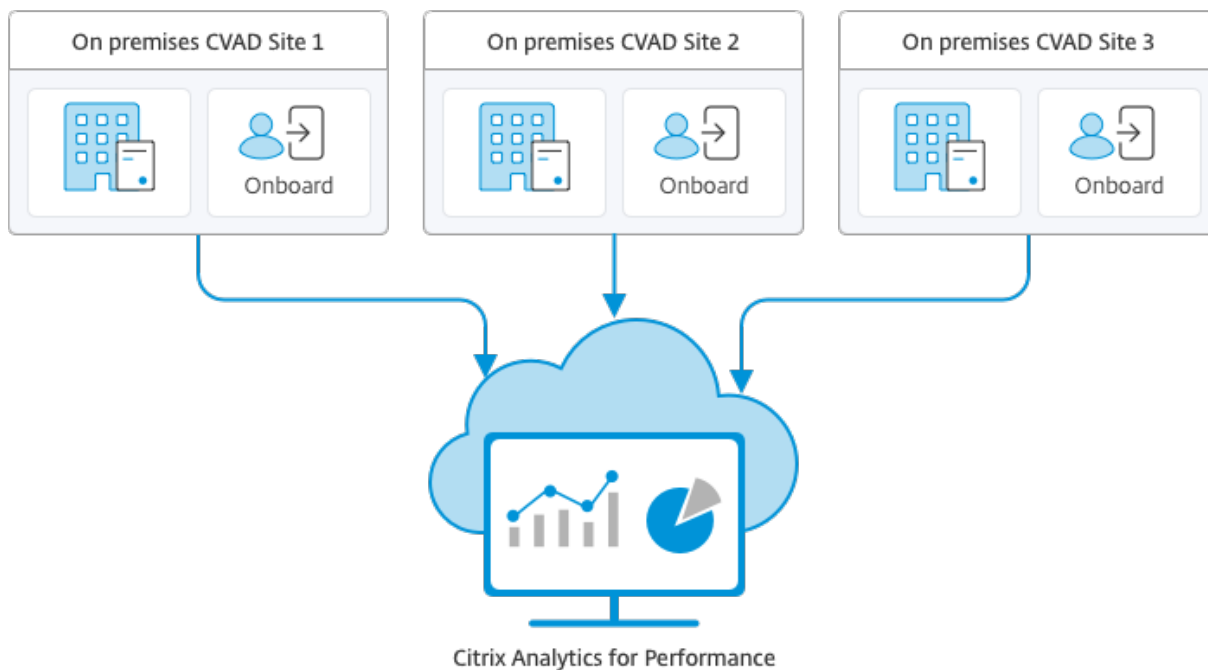 On premises CVAD Site 1
On premises CVAD Site 2
On premises CVAD Site 3
Onboard
Onboard
Onboard
Citrix Analytics for Performance